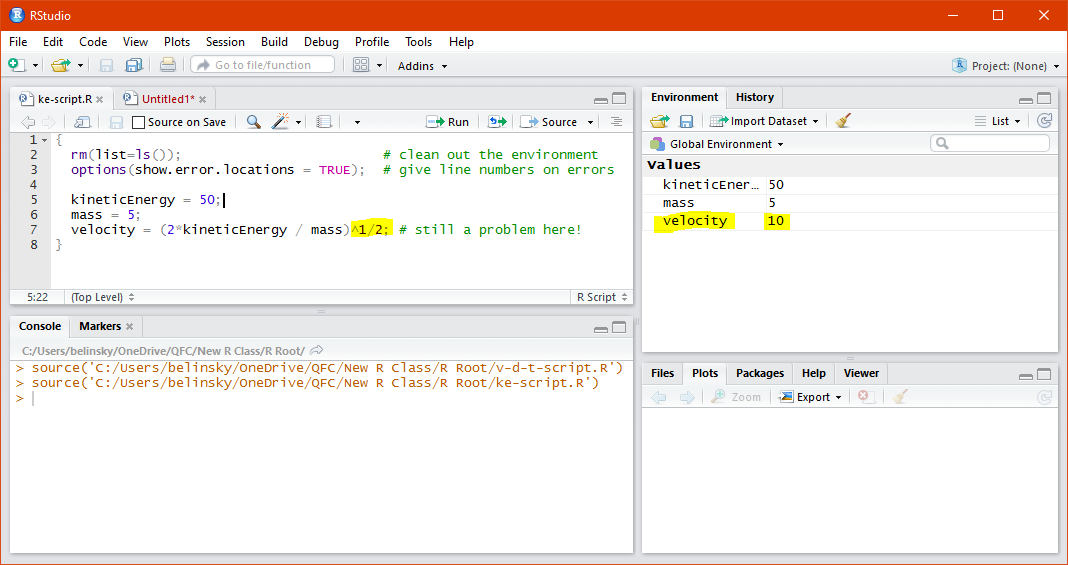 RStudio
File Edit Code View Plots Session Build Debug Profile Tools Help
Go to file/function Addins Project: (None)
ke-script.R Untitled1*
Source on Save Run Source
1 {
2 rm(list=ls()); # clean out the environment
3 options(show.error.locations = TRUE); # give line numbers on errors
4
5 kineticEnergy = 50;
6 mass = 5;
7 velocity = (2*kineticEnergy / mass)^1/2; # still a problem here!
8 }
5:22 (Top Level) R Script
Console Markers
C:/Users/belinsky/OneDrive/QFC/New R Class/R Root/
> source('C:/Users/belinsky/OneDrive/QFC/New R Class/R Root/v-d-t-script.R')
> source('C:/Users/belinsky/OneDrive/QFC/New R Class/R Root/ke-script.R')
>
Environment History
Import Dataset List
Global Environment
Values
kineticEner… 50
mass 5
velocity 10
Files Plots Packages Help Viewer
Zoom Export